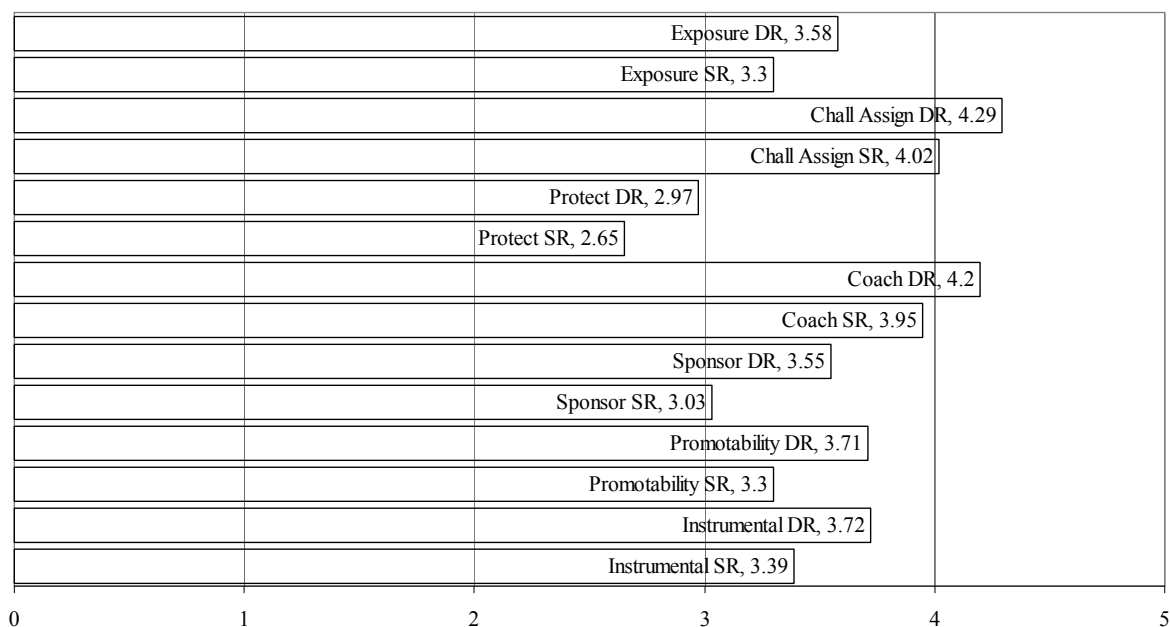 Exposure DR, 3.58
Exposure SR, 3.3
Chall Assign DR, 4.29
Chall Assign SR, 4.02
Protect DR, 2.97
Protect SR, 2.65
Coach DR, 4.2
Coach SR, 3.95
Sponsor DR, 3.55
Sponsor SR, 3.03
Promotability DR, 3.71
Promotability SR, 3.3
Instrumental DR, 3.72
Instrumental SR, 3.39
0 1 2 3 4 5